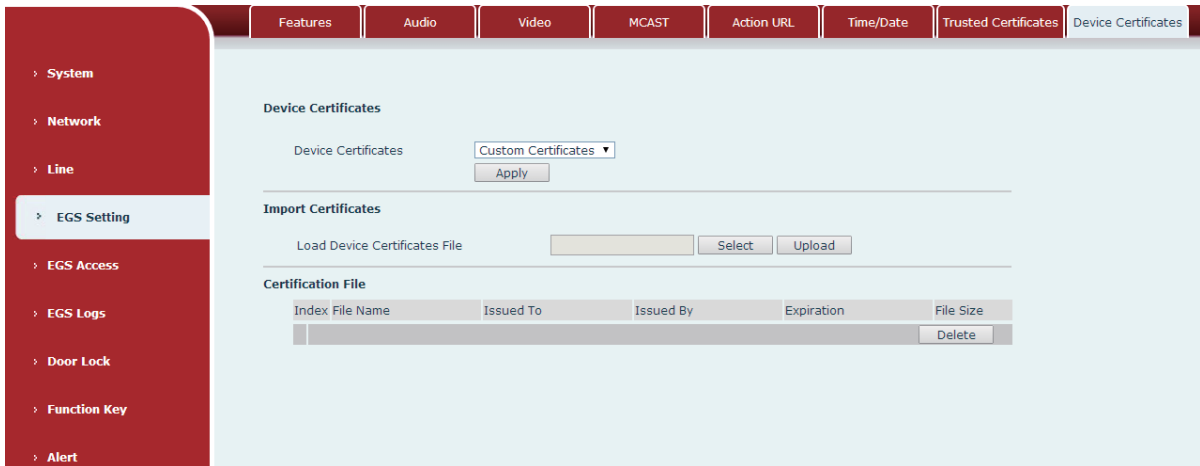 Features Audio Video MCAST Action URL Time/Date Trusted Certificates Device Certificates
System
Network
Line
EGS Setting
EGS Access
EGS Logs
Door Lock
Function Key
Alert
Device Certificates
Device Certificates Custom Certificates
Apply
Import Certificates
Load Device Certificates File Select Upload
Certification File
Index File Name Issued To Issued By Expiration File Size
Delete